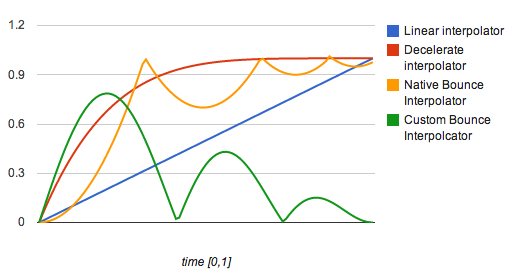 1.2
0.9
0.6
0.3
0
time [0,1]
Linear interpolator
Decelerate
interpolator
Native Bounce
Interpolator
Custom Bounce
Interpolcator